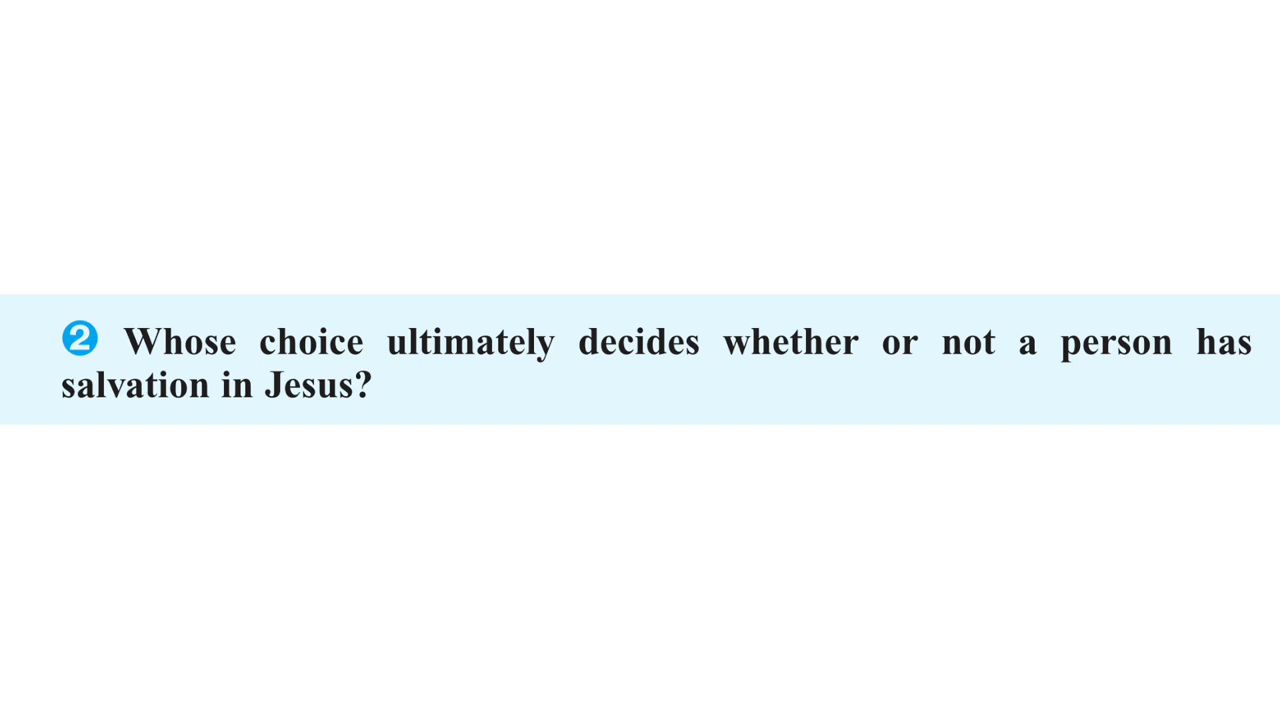 ❷ Whose choice ultimately decides whether or not a person has
salvation in Jesus?